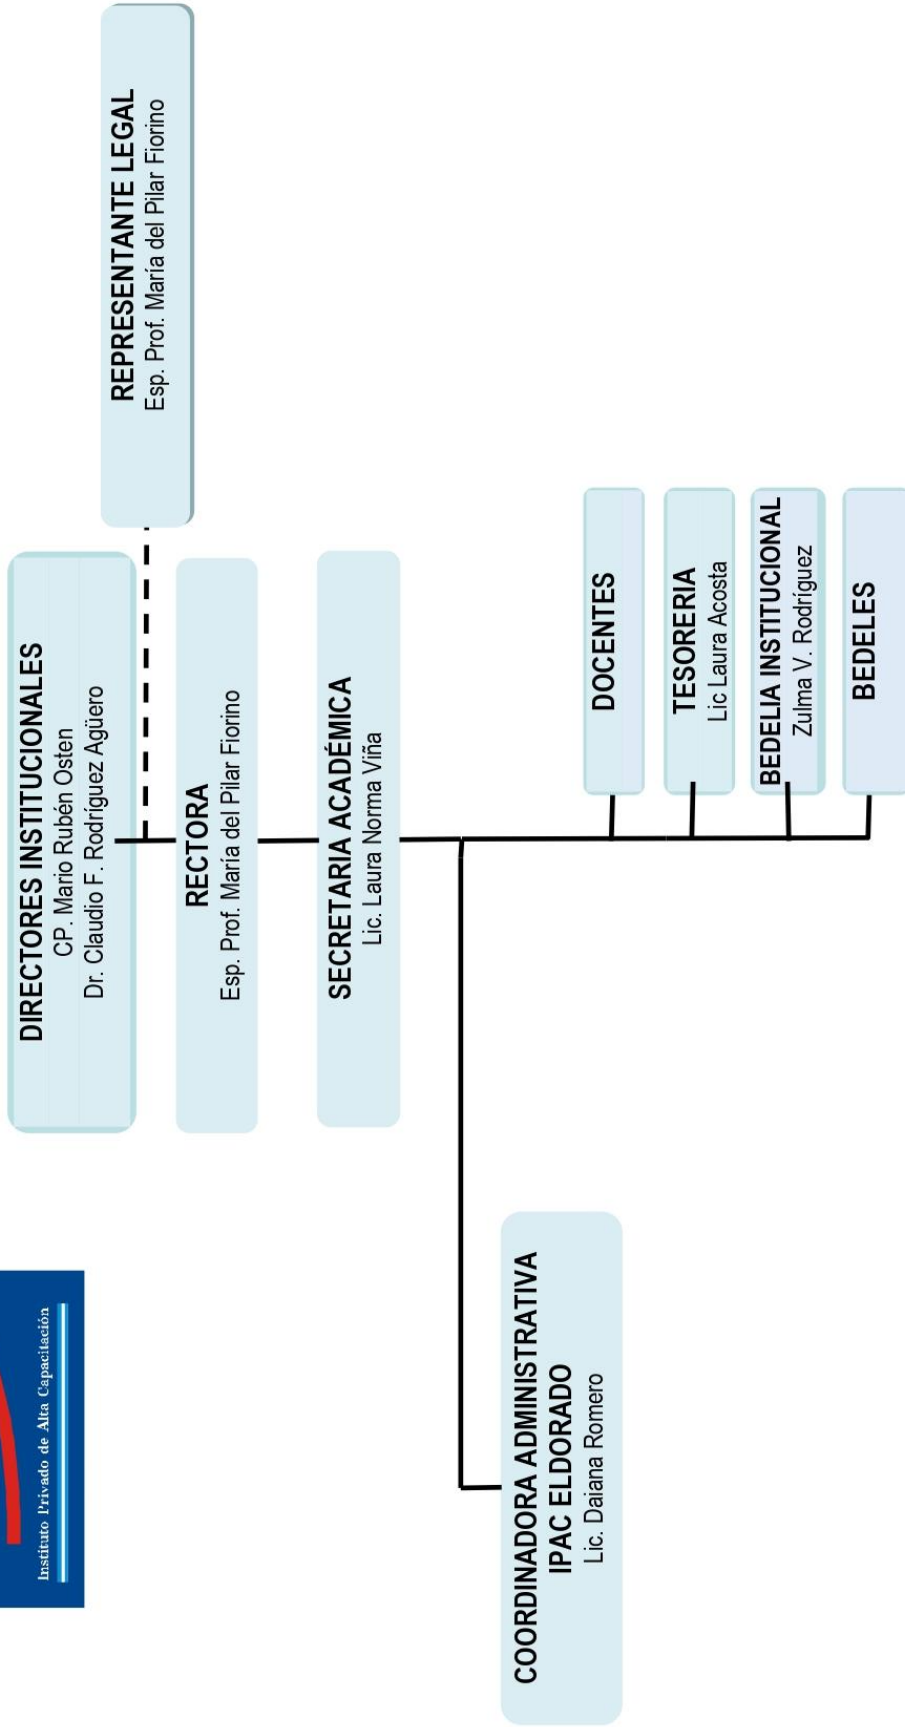 Instituto Privado de Alta Capacitación
DIRECTORES INSTITUCIONALES
CP. Mario Rubén Osten
Dr. Claudio F. Rodríguez Agüero
REPRESENTANTE LEGAL
Esp. Prof. María del Pilar Fiorino
RECTORA
Esp. Prof. María del Pilar Fiorino
SECRETARIA ACADÉMICA
Lic. Laura Norma Viña
COORDINADORA ADMINISTRATIVA
IPAC ELDORADO
Lic. Daiana Romero
DOCENTES
TESORERIA
Lic Laura Acosta
BEDELIA INSTITUCIONAL
Zulma V. Rodríguez
BEDELES